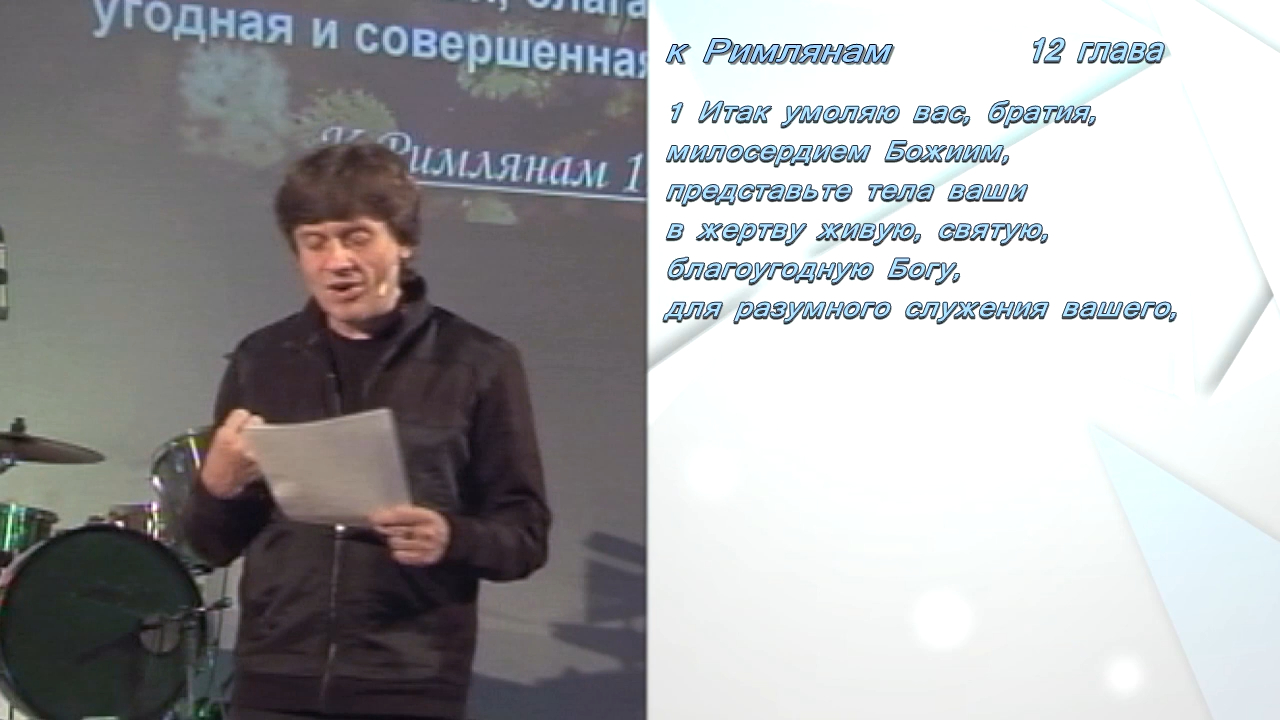 угодная и совершенная
Римлянам 1
к Римлянам 12 глава
1 Итак умоляю вас, братия,
милосердием Божиим,
представьте тела ваши
в жертву живую, святую,
благоугодную Богу,
для разумного служения вашего,